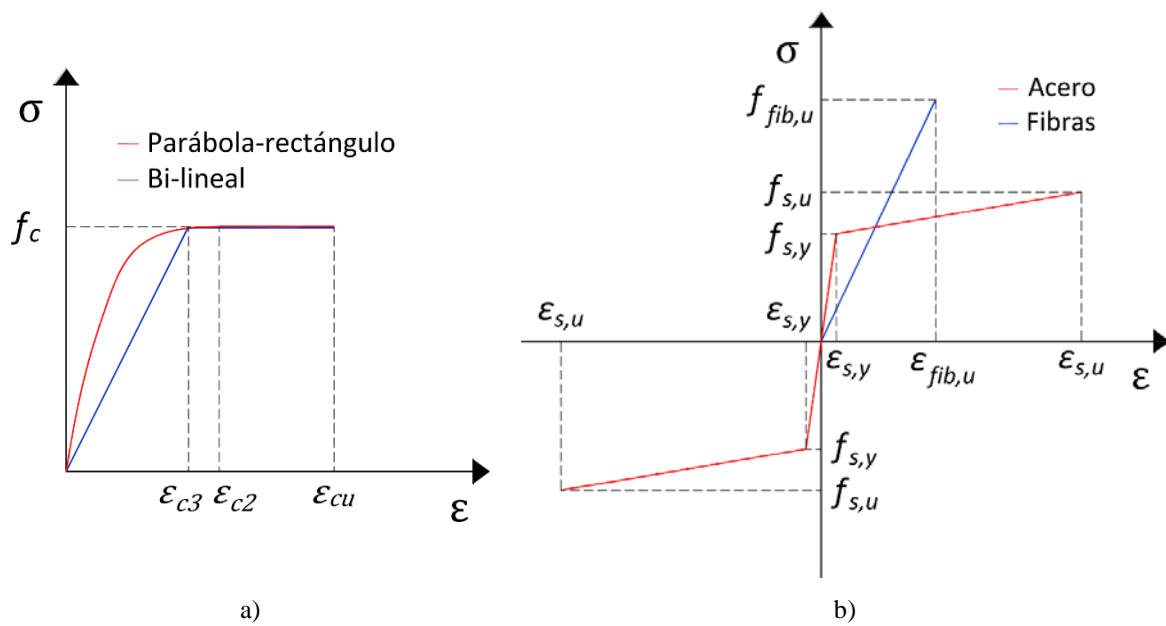 σ
Parábola-rectángulo
Bi-lineal
f_c
ε_c3
ε_c2
ε_cu
ε
a)
σ
Acero
Fibras
f_fib,u
f_s,u
f_s,y
ε_s,u
ε_s,y
ε_s,y
ε_fib,u
ε_s,u
ε
f_s,y
f_s,u
b)